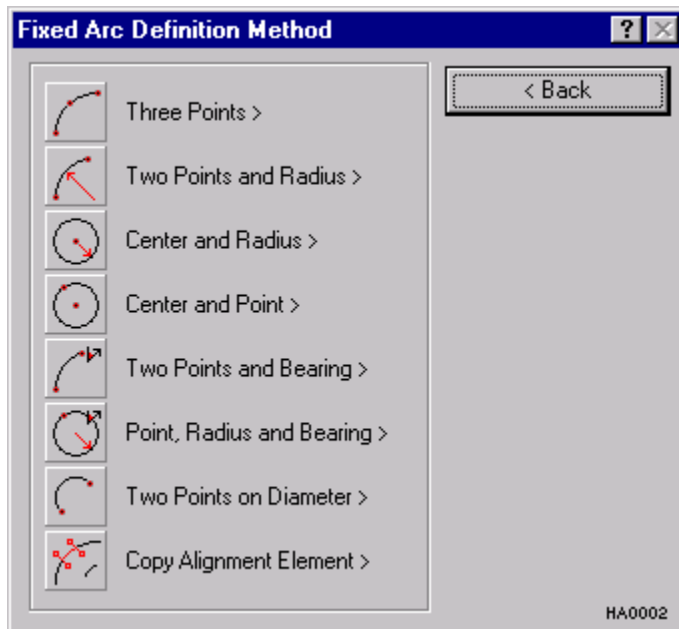 Fixed Arc Definition Method
?
< Back
Three Points >
Two Points and Radius >
Center and Radius >
Center and Point >
Two Points and Bearing >
Point, Radius and Bearing >
Two Points on Diameter >
Copy Alignment Element >
HA0002